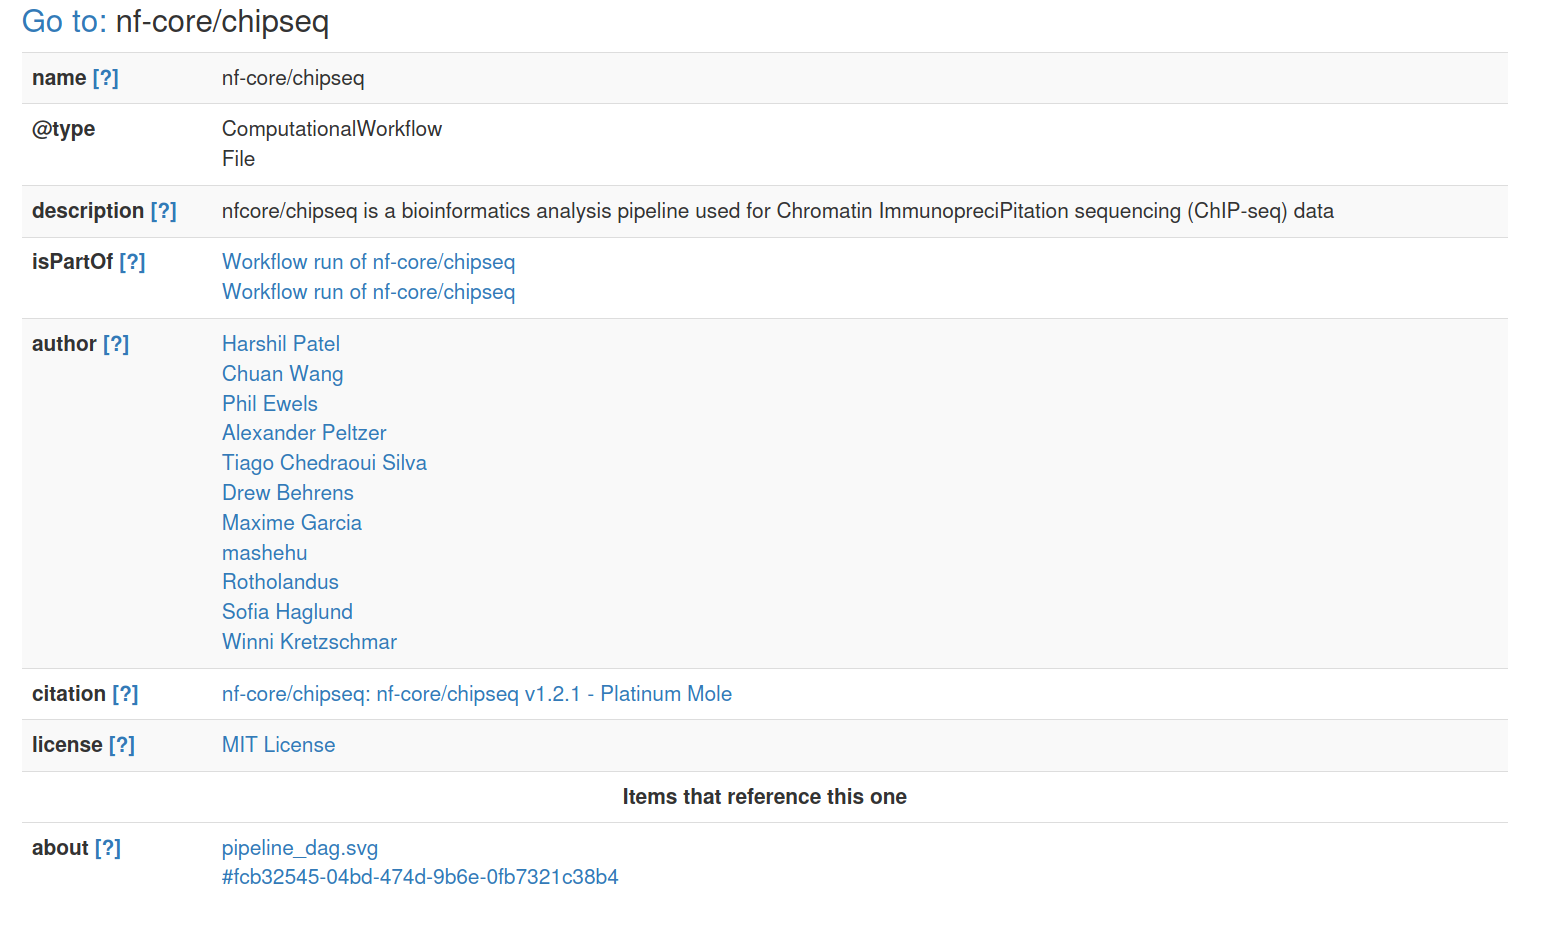 Go to: nf-core/chipseq
name [?] nf-core/chipseq
@type ComputationalWorkflow
File
description [?] nfcore/chipseq is a bioinformatics analysis pipeline used for Chromatin ImmunopreciPitation sequencing (ChIP-seq) data
isPartOf [?] Workflow run of nf-core/chipseq
Workflow run of nf-core/chipseq
author [?] Harshil Patel
Chuan Wang
Phil Ewels
Alexander Peltzer
Tiago Chedraoui Silva
Drew Behrens
Maxime Garcia
mashehu
Rotholandus
Sofia Haglund
Winni Kretzschmar
citation [?] nf-core/chipseq: nf-core/chipseq v1.2.1 - Platinum Mole
license [?] MIT License
Items that reference this one
about [?] pipeline_dag.svg
#fcb32545-04bd-474d-9b6e-0fb7321c38b4